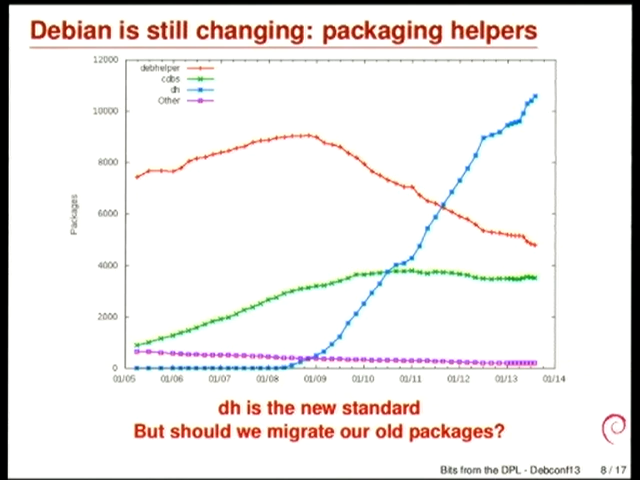 Debian is still changing: packaging helpers
12000
10000
8000
6000
4000
2000
0
Packages
debhelper
cdbs
dh
Other
01/05
01/06
01/07
01/08
01/09
01/10
01/11
01/12
01/13
01/14
dh is the new standard
But should we migrate our old packages?
Bits from the DPL - Debconf13
8 / 17